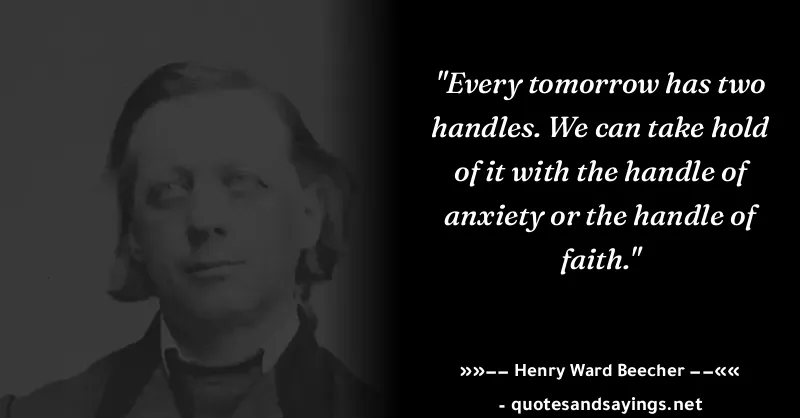 "Every tomorrow has two
handles. We can take hold
of it with the handle of
anxiety or the handle of
faith."
»»−− Henry Ward Beecher −−««
- quotesandsayings.net